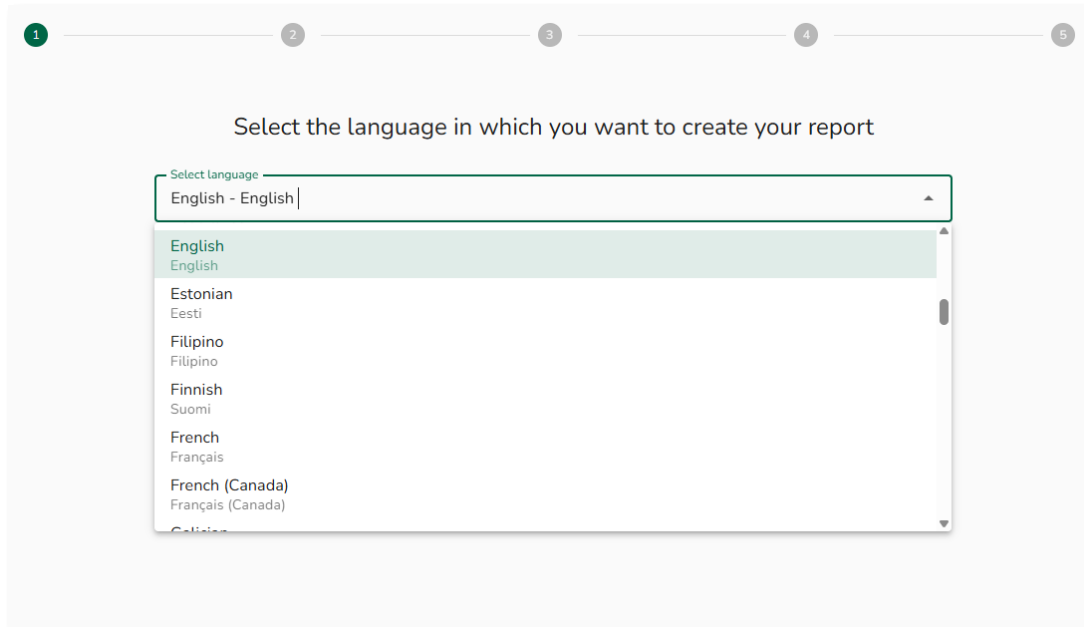 1
2
3
4
5
Select the language in which you want to create your report
Select language
English - English
English
English
Estonian
Eesti
Filipino
Filipino
Finnish
Suomi
French
Français
French (Canada)
Français (Canada)